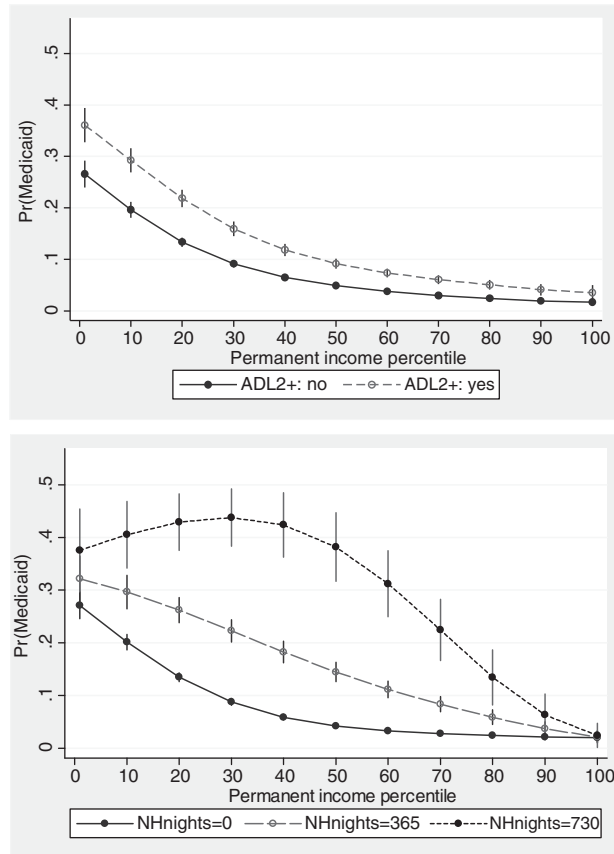 .5
.4
.3
.2
.1
0
Pr(Medicaid)
0 10 20 30 40 50 60 70 80 90 100
Permanent income percentile
ADL2+: no ADL2+: yes
.5
.4
.3
.2
.1
0
Pr(Medicaid)
0 10 20 30 40 50 60 70 80 90 100
Permanent income percentile
NHnights=0 NHnights=365 NHnights=730